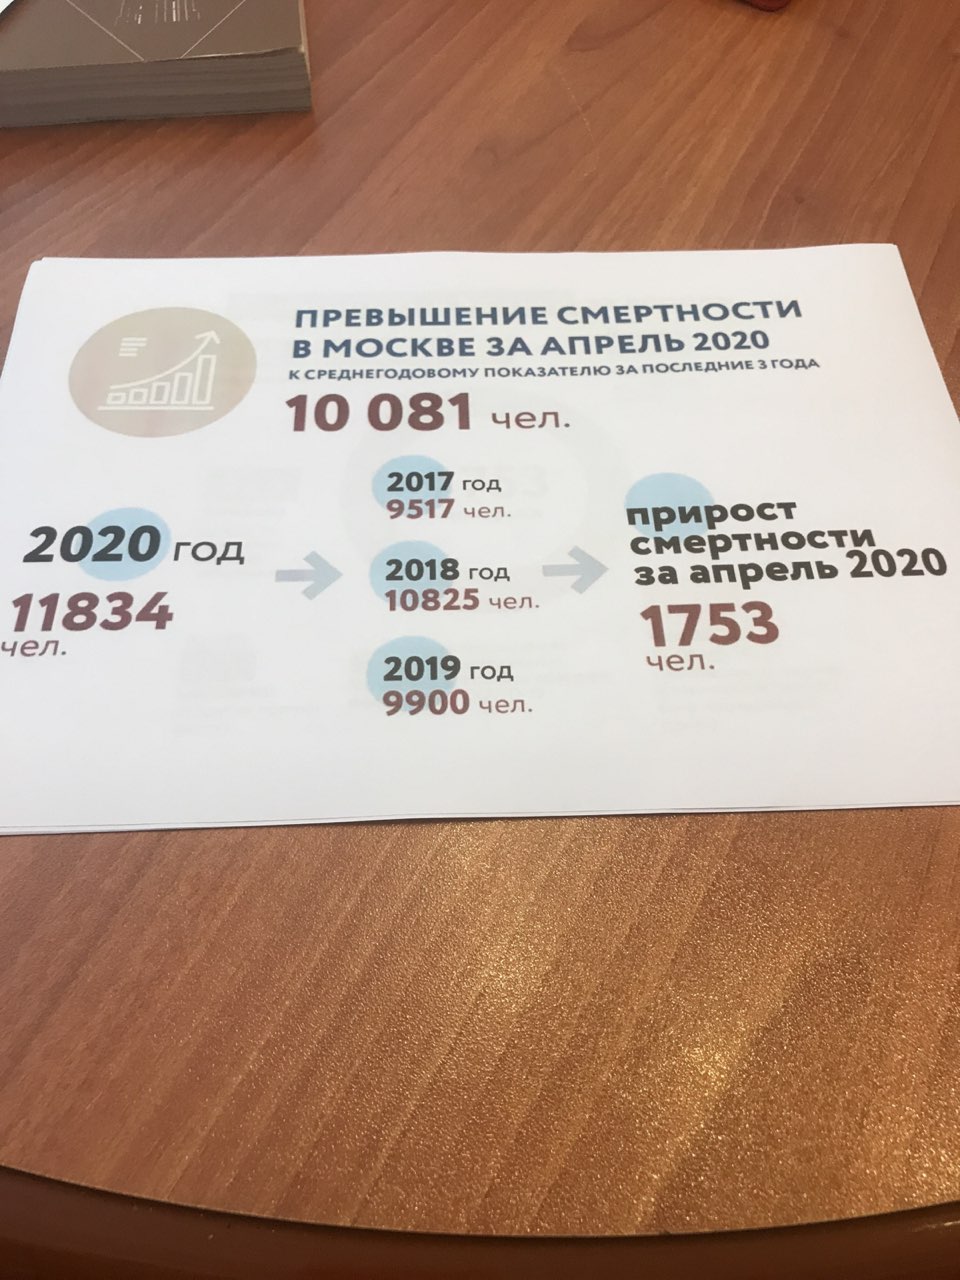 ПРЕВЫШЕНИЕ СМЕРТНОСТИ
В МОСКВЕ ЗА АПРЕЛЬ 2020
К СРЕДНЕГОДОВОМУ ПОКАЗАТЕЛЮ ЗА ПОСЛЕДНИЕ 3 ГОДА
10 081 чел.
2020 год
11834
чел.
2017 год
9517 чел.
2018 год
10825 чел.
2019 год
9900 чел.
прирост
смертности
за апрель 2020
1753
чел.